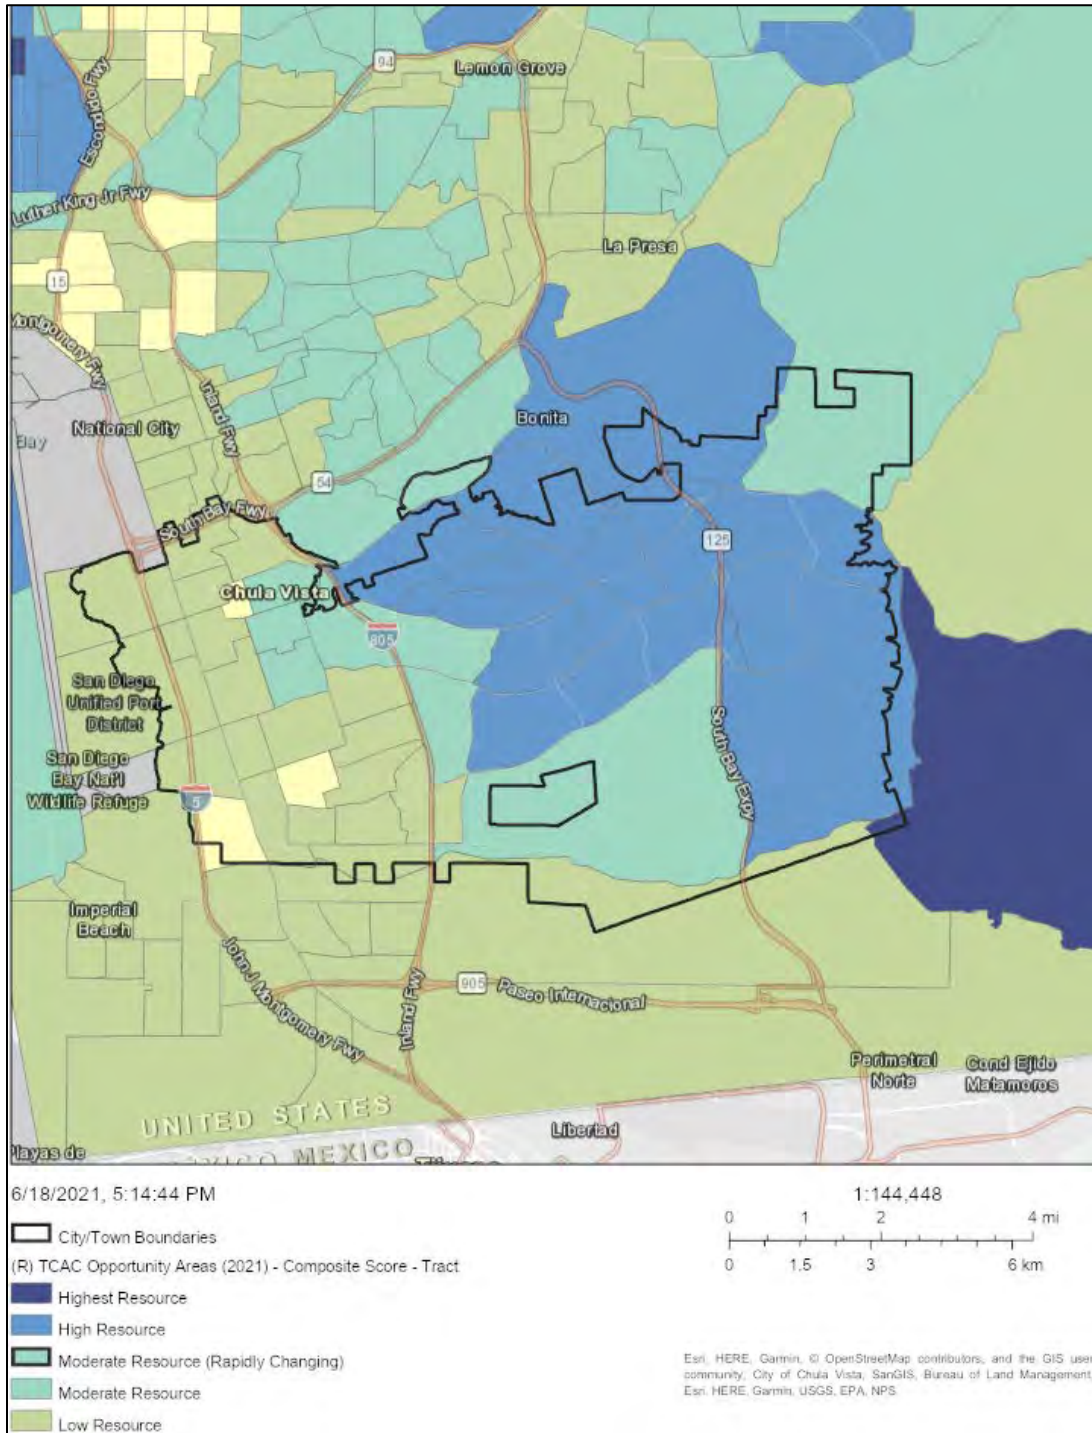 94
Lemon Grove
Escondido Fwy
Luther King Jr Fwy
La Presa
15
Montgomery Fwy
Inland Fwy
Bonita
National City
Bay
54
South Bay Fwy
125
Chula Vista
805
San Diego
Unified Port
District
South Bay Expy
San Diego
Bay Nat'l
Wildlife Refuge
5
Imperial
Beach
John J Montgomery Fwy
Inland Fwy
905
Paseo Internacional
Perimetral
Norte
Cond Ejido
Matamoros
UNITED STATES
MEXICO
Libertad
Playas de
6/18/2021, 5:14:44 PM
1:144,448
0 1 2 4 mi
0 1.5 3 6 km
City/Town Boundaries
(R) TCAC Opportunity Areas (2021) - Composite Score - Tract
Highest Resource
High Resource
Moderate Resource (Rapidly Changing)
Moderate Resource
Low Resource
Esri, HERE, Garmin, © OpenStreetMap contributors, and the GIS user
community, City of Chula Vista, SanGIS, Bureau of Land Management,
Esri, HERE, Garmin, USGS, EPA, NPS